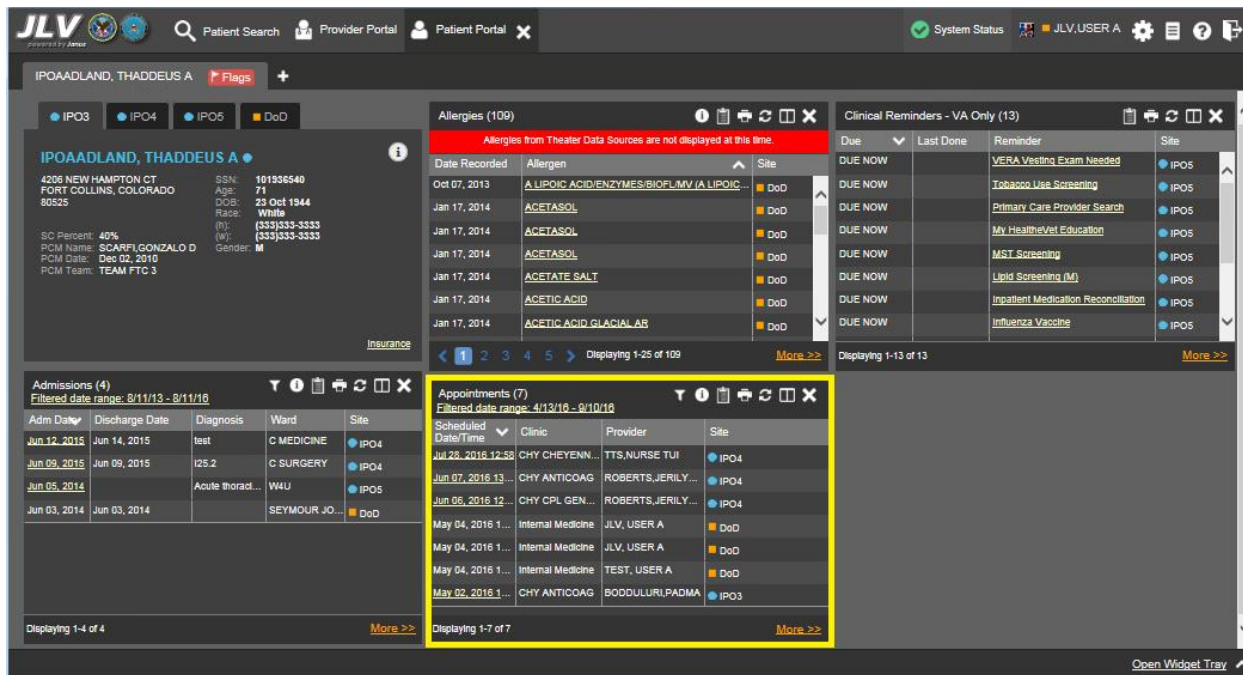 JLV Patient Search Provider Portal Patient Portal System Status JLV,USER A
powered by Janus
IPOAADLAND, THADDEUS A Flags
IPO3 IPO4 IPO5 DoD
IPOAADLAND, THADDEUS A
4206 NEW HAMPTON CT
FORT COLLINS, COLORADO
80525
SSN: 101936540
Age: 71
DOB: 23 Oct 1944
Race: White
(h): (333)333-3333
(w): (333)333-3333
Gender: M
SC Percent: 40%
PCM Name: SCARFI,GONZALO D
PCM Date: Dec 02, 2010
PCM Team: TEAM FTC 3
Insurance
Allergies (109)
Allergies from Theater Data Sources are not displayed at this time.
Date Recorded Allergen Site
Oct 07, 2013 A LIPOIC ACID/ENZYMES/BIOFL/MV (A LIPOIC... DoD
Jan 17, 2014 ACETASOL DoD
Jan 17, 2014 ACETASOL DoD
Jan 17, 2014 ACETASOL DoD
Jan 17, 2014 ACETATE SALT DoD
Jan 17, 2014 ACETIC ACID DoD
Jan 17, 2014 ACETIC ACID GLACIAL AR DoD
1 2 3 4 5 Displaying 1-25 of 109 More >>
Clinical Reminders - VA Only (13)
Due Last Done Reminder Site
DUE NOW VERA Vesting Exam Needed IPO5
DUE NOW Tobacco Use Screening IPO5
DUE NOW Primary Care Provider Search IPO5
DUE NOW My HealtheVet Education IPO5
DUE NOW MST Screening IPO5
DUE NOW Lipid Screening (M) IPO5
DUE NOW Inpatient Medication Reconciliation IPO5
DUE NOW Influenza Vaccine IPO5
Displaying 1-13 of 13 More >>
Admissions (4)
Filtered date range: 8/11/13 - 8/11/16
Adm Date Discharge Date Diagnosis Ward Site
Jun 12, 2015 Jun 14, 2015 test C MEDICINE IPO4
Jun 09, 2015 Jun 09, 2015 I25.2 C SURGERY IPO4
Jun 05, 2014 Acute thoraci... W4U IPO5
Jun 03, 2014 Jun 03, 2014 SEYMOUR JO... DoD
Displaying 1-4 of 4 More >>
Appointments (7)
Filtered date range: 4/13/16 - 9/10/16
Scheduled Date/Time Clinic Provider Site
Jul 28, 2016 12:58 CHY CHEYENN... TTS,NURSE TUI IPO4
Jun 07, 2016 13... CHY ANTICOAG ROBERTS,JERILY... IPO4
Jun 06, 2016 12... CHY CPL GEN... ROBERTS,JERILY... IPO4
May 04, 2016 1... Internal Medicine JLV, USER A DoD
May 04, 2016 1... Internal Medicine JLV, USER A DoD
May 04, 2016 1... Internal Medicine TEST, USER A DoD
May 02, 2016 1... CHY ANTICOAG BODDULURI,PADMA IPO3
Displaying 1-7 of 7 More >>
Open Widget Tray